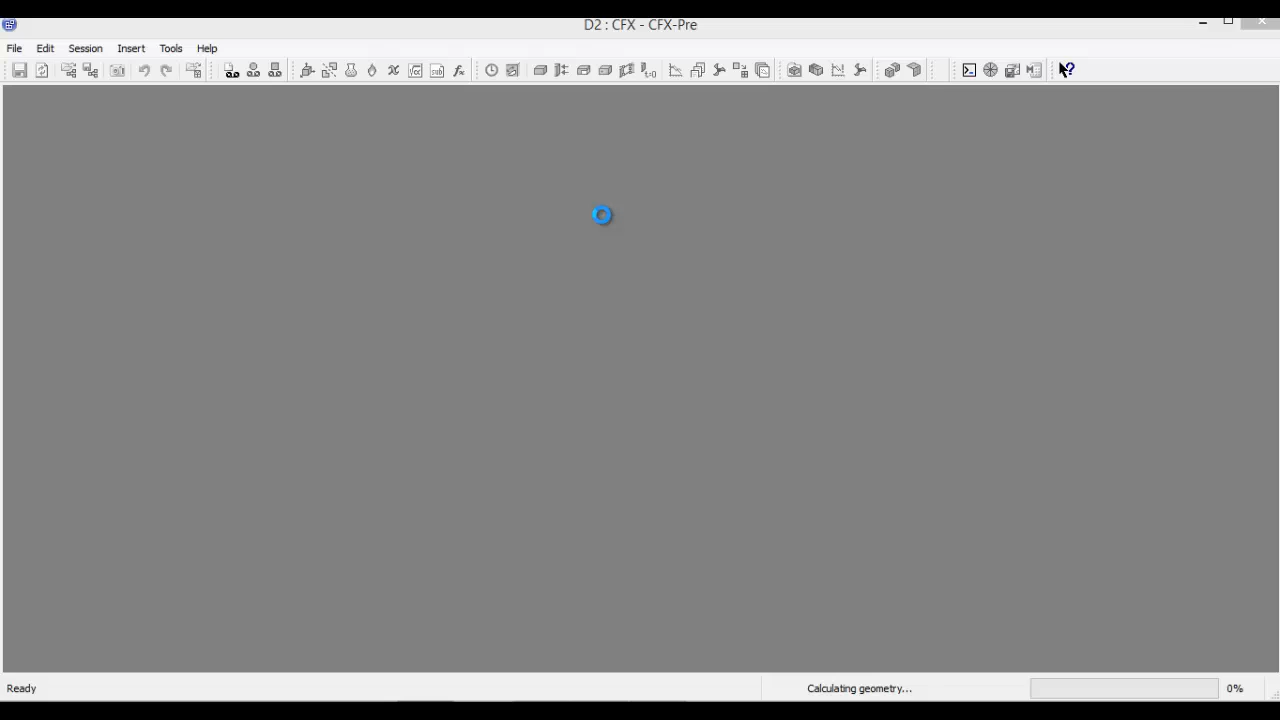 D2 : CFX - CFX-Pre
File Edit Session Insert Tools Help
Ready Calculating geometry... 0%